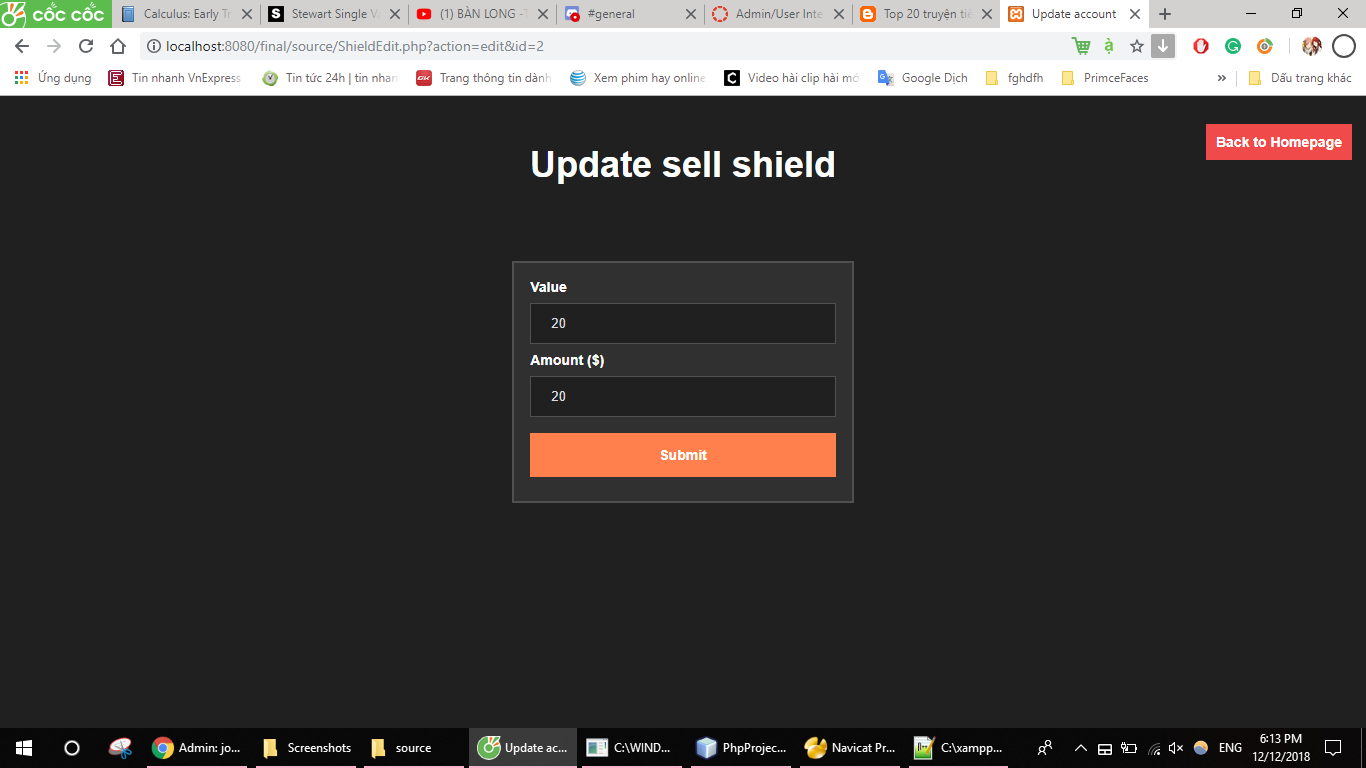 cốc cốc
Calculus: Early Tr
Stewart Single V
(1) BÀN LONG -
#general
Admin/User Inte
Top 20 truyện tiê
Update account
localhost:8080/final/source/ShieldEdit.php?action=edit&id=2
Ứng dụng
Tin nhanh VnExpress
Tin tức 24h | tin nhan
Trang thông tin dành
Xem phim hay online
Video hài clip hài mớ
Google Dịch
fghdfh
PrimceFaces
»
Dấu trang khác
Back to Homepage
Update sell shield
Value
20
Amount ($)
20
Submit
Admin: jo...
Screenshots
source
Update ac...
C:\WIND...
PhpProjec...
Navicat Pr...
C:\xampp...
ENG
6:13 PM
12/12/2018